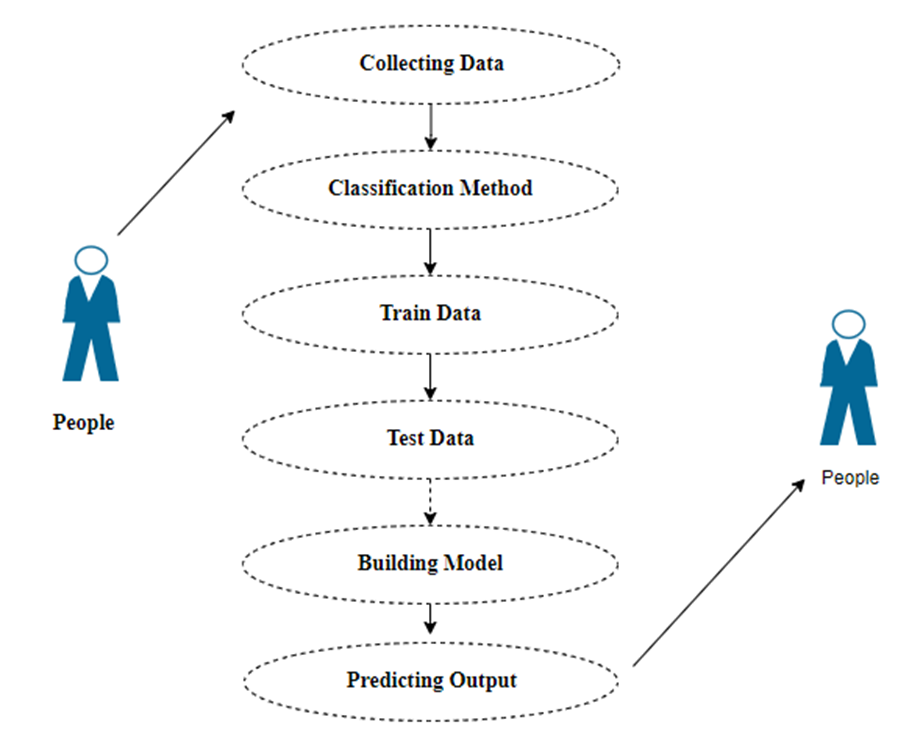 Collecting Data
Classification Method
Train Data
People
Test Data
People
Building Model
Predicting Output